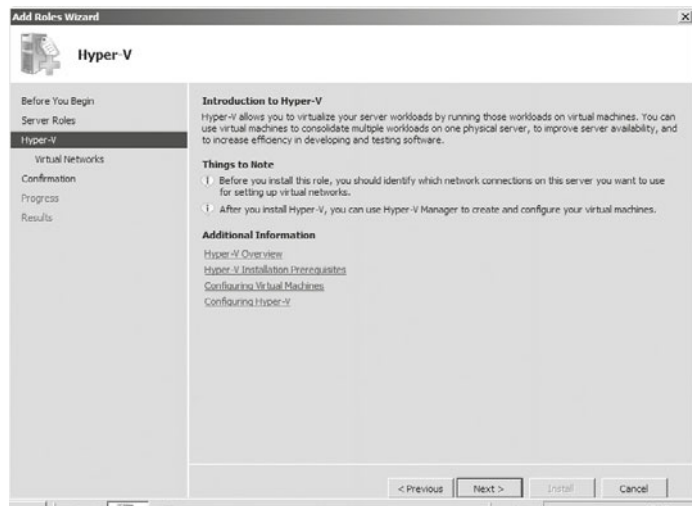 Add Roles Wizard
Hyper-V
Before You Begin
Server Roles
Hyper-V
Virtual Networks
Confirmation
Progress
Results
Introduction to Hyper-V
Hyper-V allows you to virtualize your server workloads by running those workloads on virtual machines. You can
use virtual machines to consolidate multiple workloads on one physical server, to improve server availability, and
to increase efficiency in developing and testing software.
Things to Note
Before you install this role, you should identify which network connections on this server you want to use
for setting up virtual networks.
After you install Hyper-V, you can use Hyper-V Manager to create and configure your virtual machines.
Additional Information
Hyper-V Overview
Hyper-V Installation Prerequisites
Configuring Virtual Machines
Configuring Hyper-V
< Previous
Next >
Install
Cancel